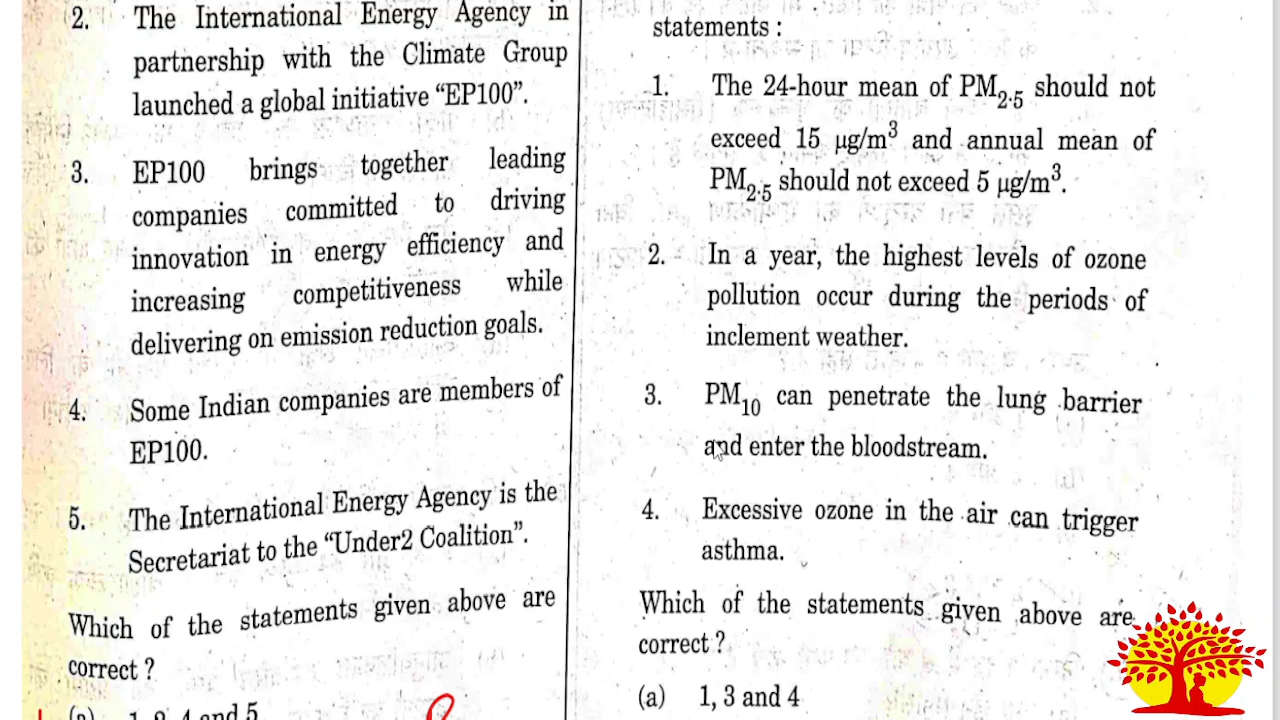 2. The International Energy Agency in
partnership with the Climate Group
launched a global initiative “EP100”.
3. EP100 brings together leading
companies committed to driving
innovation in energy efficiency and
increasing competitiveness while
delivering on emission reduction goals.
4. Some Indian companies are members of
EP100.
5. The International Energy Agency is the
Secretariat to the “Under2 Coalition”.
Which of the statements given above are
correct ?
statements :
1. The 24-hour mean of PM2.5 should not
exceed 15 µg/m³ and annual mean of
PM2.5 should not exceed 5 µg/m³.
2. In a year, the highest levels of ozone
pollution occur during the periods of
inclement weather.
3. PM10 can penetrate the lung barrier
and enter the bloodstream.
4. Excessive ozone in the air can trigger
asthma.
Which of the statements given above are
correct ?
(a) 1, 3 and 4